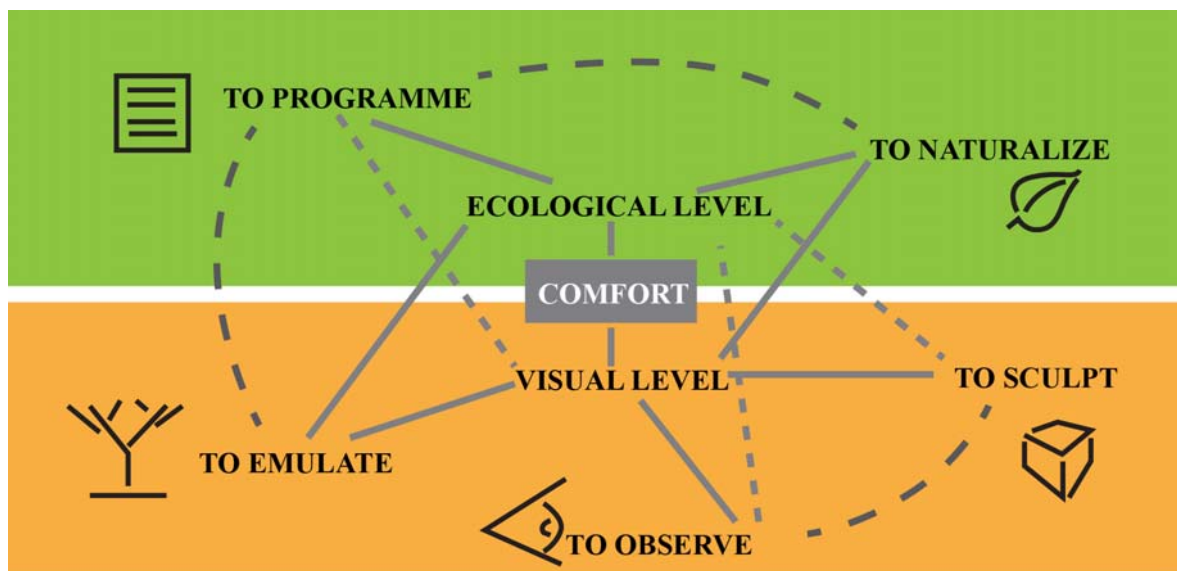 TO PROGRAMME
TO NATURALIZE
ECOLOGICAL LEVEL
COMFORT
VISUAL LEVEL
TO SCULPT
TO EMULATE
TO OBSERVE